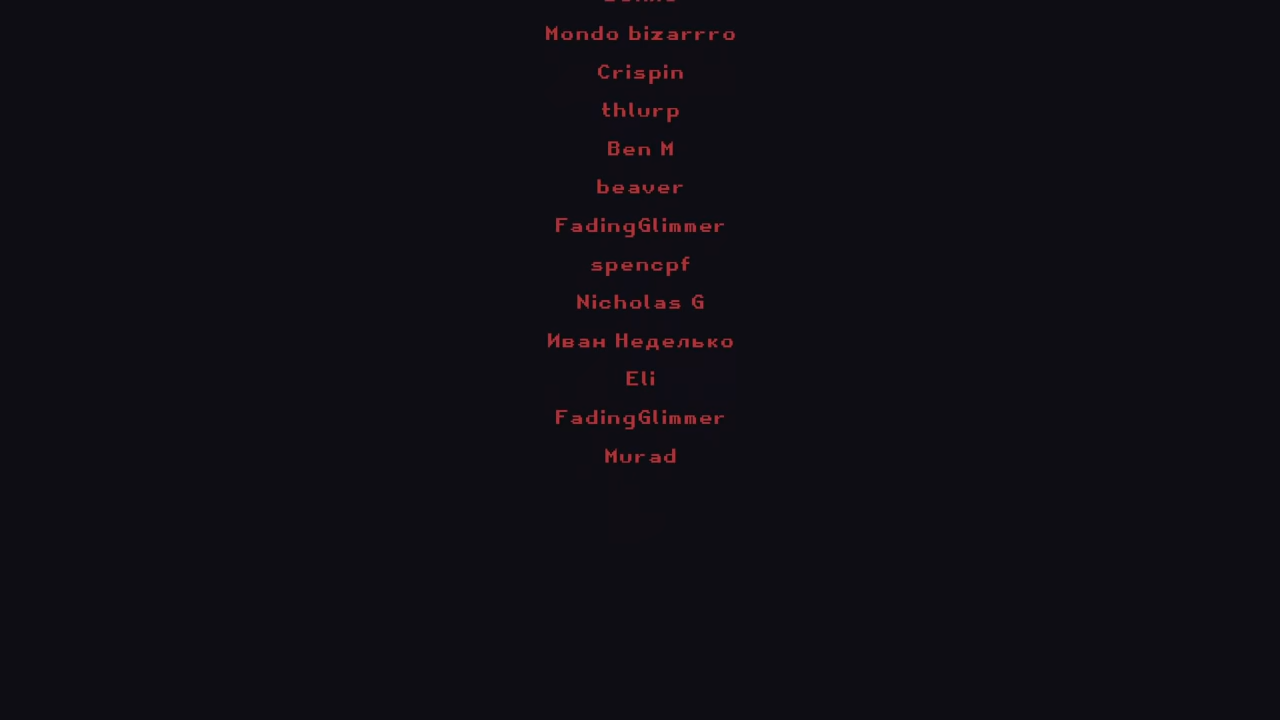 Mondo bizarrro
Crispin
thlurp
Ben M
beaver
FadingGlimmer
spencpf
Nicholas G
Иван Неделько
Eli
FadingGlimmer
Murad